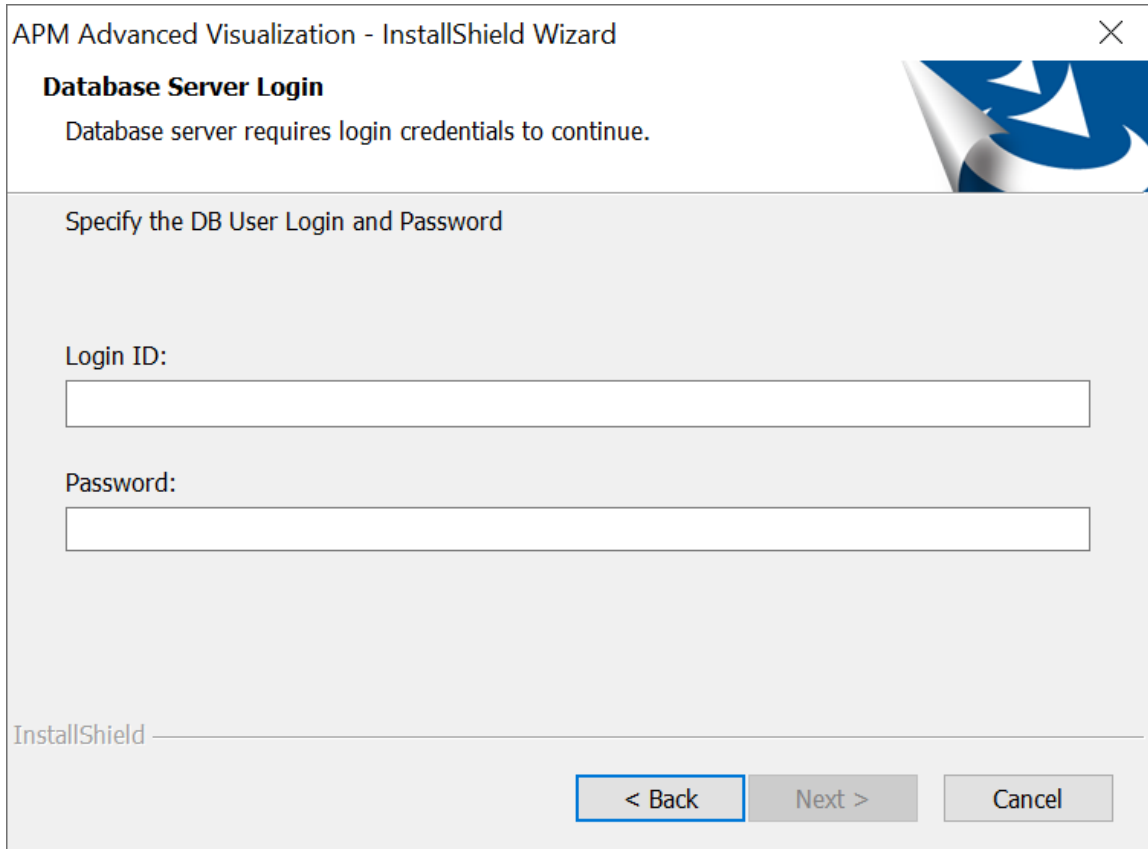 APM Advanced Visualization - InstallShield Wizard
Database Server Login
Database server requires login credentials to continue.
Specify the DB User Login and Password
Login ID:
Password:
InstallShield
< Back Next > Cancel